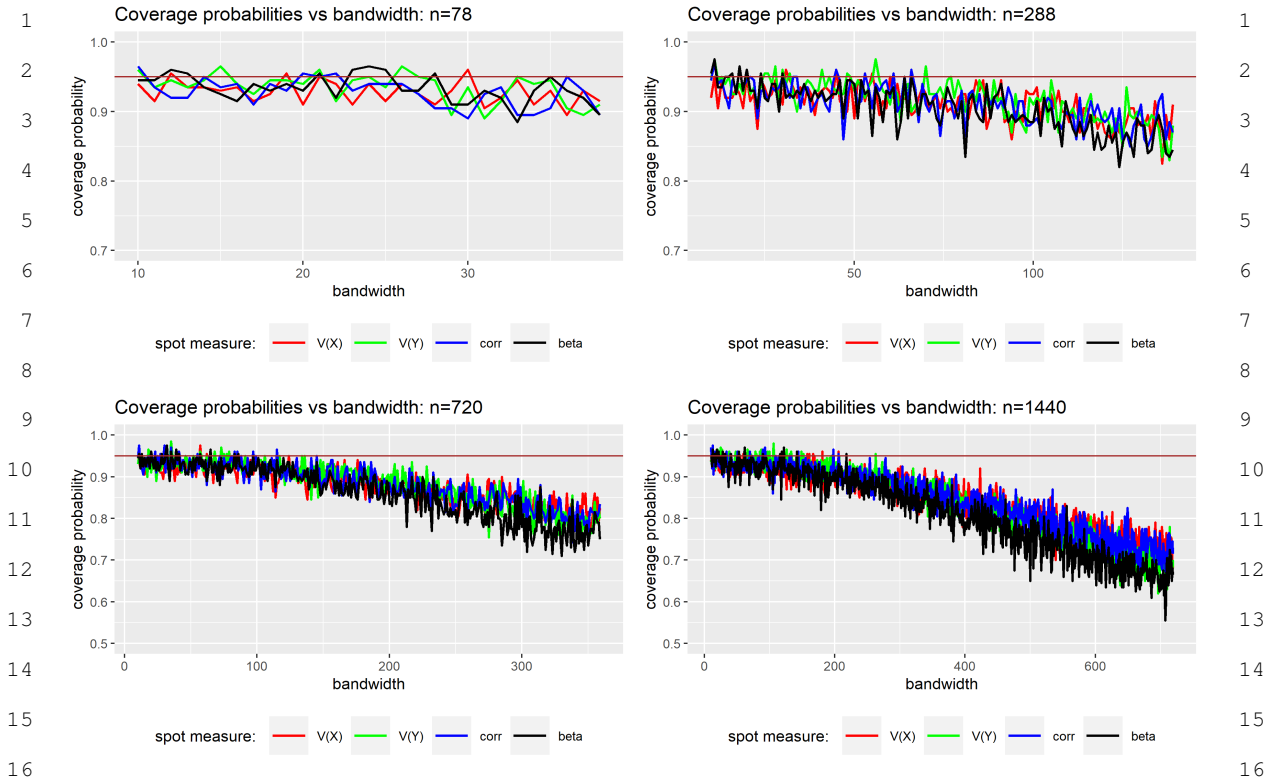 1
2
3
4
5
6
7
8
9
10
11
12
13
14
15
16
Coverage probabilities vs bandwidth: n=78
coverage probability
1.0
0.9
0.8
0.7
10 20 30
bandwidth
spot measure: V(X) V(Y) corr beta
Coverage probabilities vs bandwidth: n=288
coverage probability
1.0
0.9
0.8
0.7
50 100
bandwidth
spot measure: V(X) V(Y) corr beta
Coverage probabilities vs bandwidth: n=720
coverage probability
1.0
0.9
0.8
0.7
0.6
0.5
0 100 200 300
bandwidth
spot measure: V(X) V(Y) corr beta
Coverage probabilities vs bandwidth: n=1440
coverage probability
1.0
0.9
0.8
0.7
0.6
0.5
0 200 400 600
bandwidth
spot measure: V(X) V(Y) corr beta
1
2
3
4
5
6
7
8
9
10
11
12
13
14
15
16